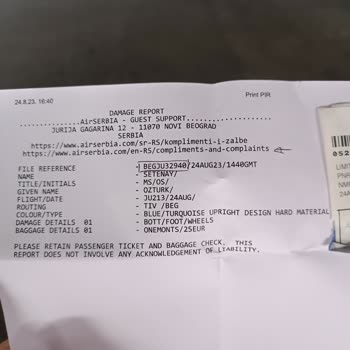 24.8.23. 16:40
Print PIR
DAMAGE REPORT
...............AirSERBIA - GUEST SUPPORT....................
JURIJA GAGARINA 12 - 11070 NOVI BEOGRAD
SERBIA
https://www.airserbia.com/sr-RS/komplimenti-i-zalbe
https://www.airserbia.com/en-RS/compliments-and-complaints
FILE REFERENCE - BEGJU32940/24AUG23/1440GMT
NAME - SETENAY/
TITLE/INITIALS - MS/OS/
GIVEN NAME - OZTURK/
FLIGHT/DATE - JU213/24AUG/
ROUTING - TIV /BEG
COLOUR/TYPE - BLUE/TURQUOISE UPRIGHT DESIGN HARD MATERIAL
DAMAGE DETAILS 01 - BOTT/FOOT/WHEELS
BAGGAGE DETAILS 01 - ONEMONTS/25EUR
PLEASE RETAIN PASSENGER TICKET AND BAGGAGE CHECK. THIS
REPORT DOES NOT INVOLVE ANY ACKNOWLEDGEMENT OF LIABILITY.
052